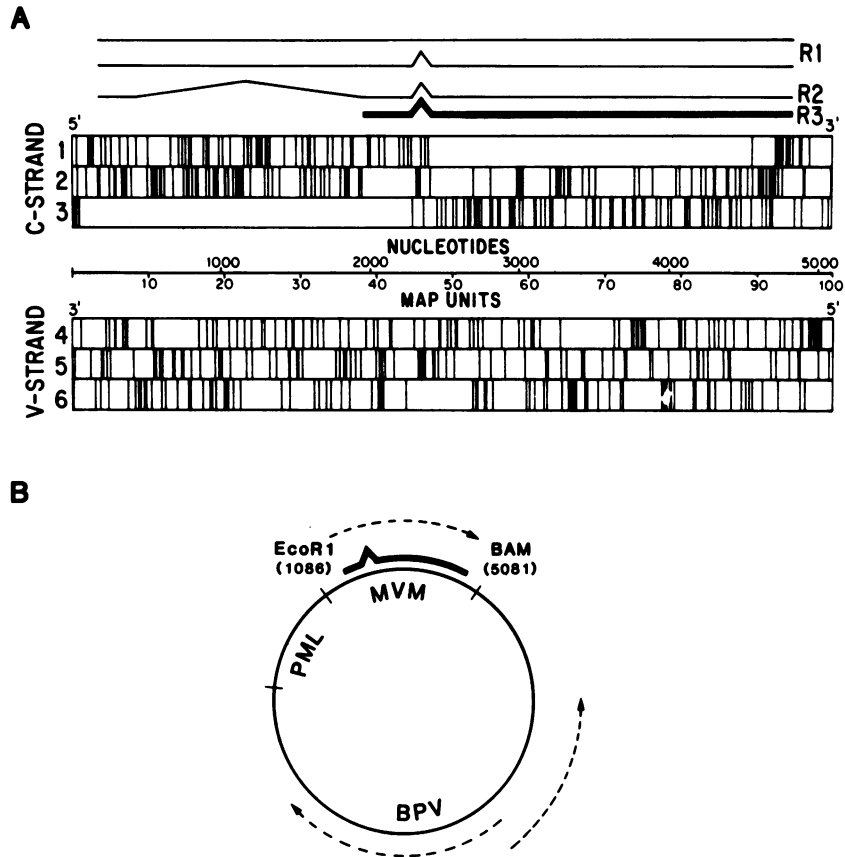 A
R1
R2
R3
5' 3'
C-STRAND
1
2
3
NUCLEOTIDES
1000 2000 3000 4000 5000
10 20 30 40 50 60 70 80 90 100
MAP UNITS
3' 5'
V-STRAND
4
5
6
B
EcoR1
(1086)
BAM
(5081)
MVM
PML
BPV